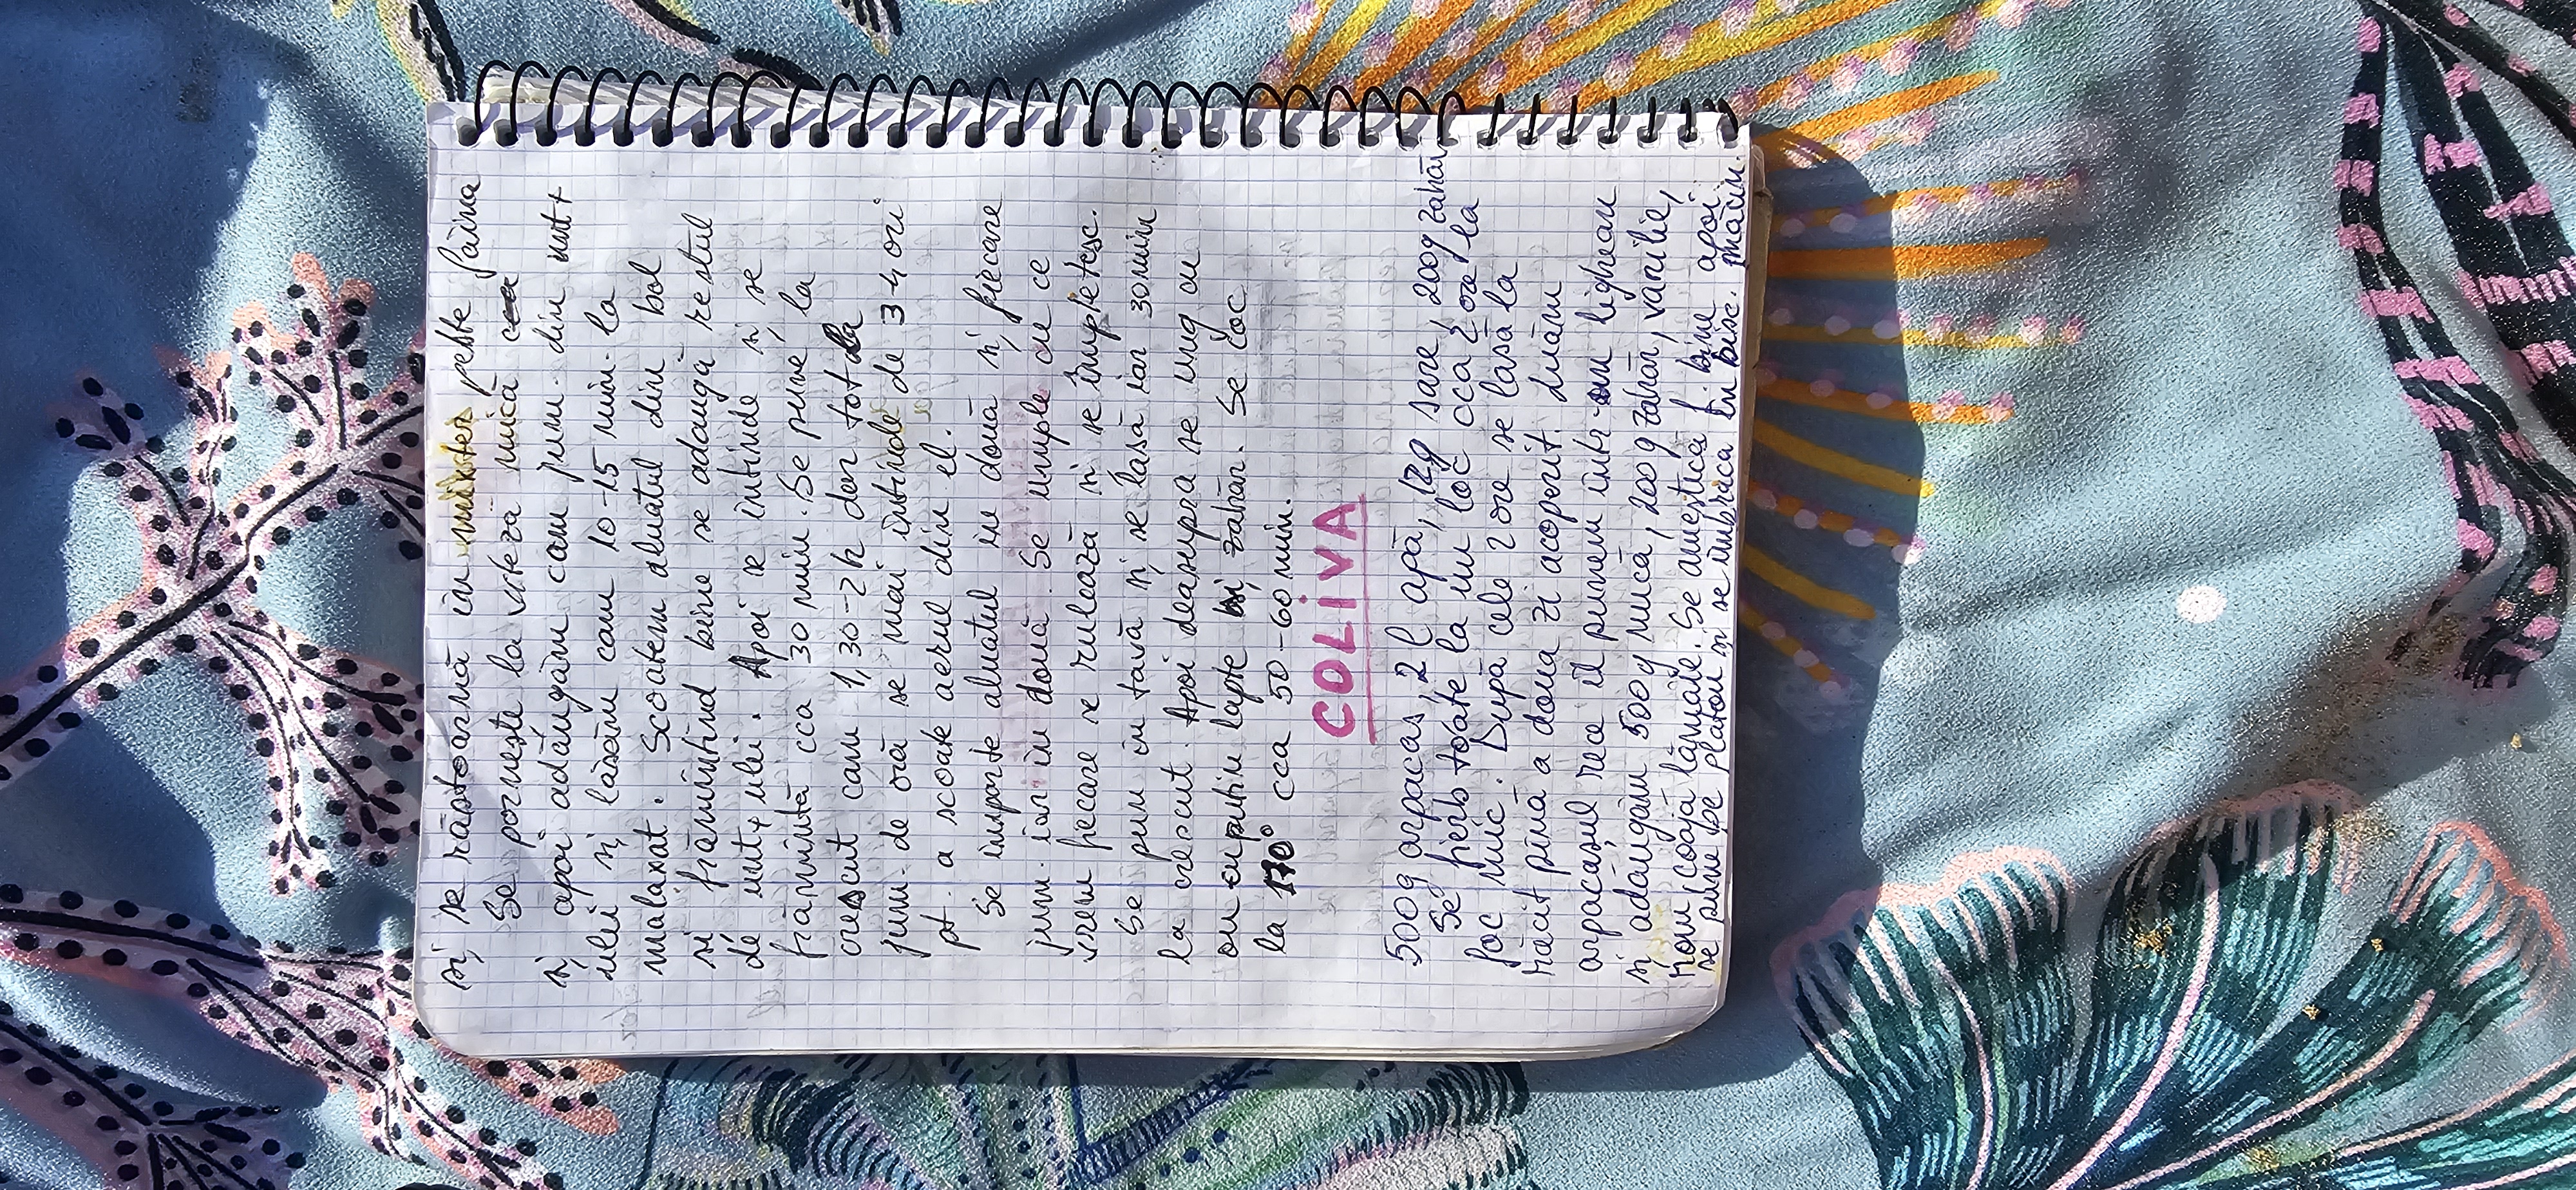 și se răstoarnă în mixter peste făina
Se pornește la viteză mică
și apoi adăugăm cam jum. din unt+
ulei și lăsăm cam 10-15 min. la
malaxat. Scoatem aluatul din bol
și frămîntînd bine se adaugă restul
de unt+ulei. Apoi se întinde și se
frămîntă cca 30 min. Se pune la
crescut cam 1,30-2h dar tot la
jum. de oră se mai întinde de 3-4 ori
pt. a scoate aerul din el.
Se imparte aluatul în două și fiecare
jum. iar în două. Se umple cu ce
vrem fiecare se rulează și se împletesc.
Se pun în tavă și se lasă iar 30 min
la crescut. Apoi deasupra se ung cu
ou cu puțin lapte și zahăr. Se coc
la 170° cca 50-60 min.
COLiVA
500g arpacas, 2 l apă, 12g sare, 200g zahăr
Se fierb toate la un loc cca 2 ore la
foc mic. După cele 2 ore se lasă la
răcit pînă a doua zi acoperit. Luăm
arpacașul rece îl punem într-un lighean
și adăugăm 500g nucă, 200g zahăr, vanilie,
rom, coajă lămâie. Se amestică f. bine apoi
se pune pe platou și se îmbraca în bisc. măcin.